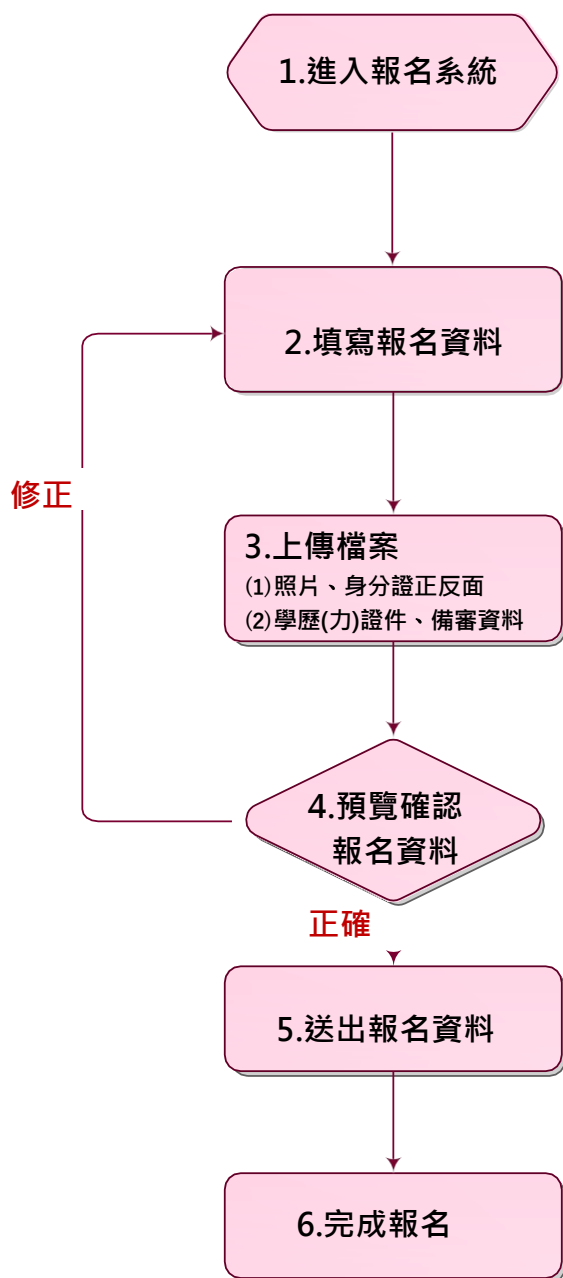 1.進入報名系統
2.填寫報名資料
修正
3.上傳檔案
(1)照片、身分證正反面
(2)學歷(力)證件、備審資料
4.預覽確認
報名資料
正確
5.送出報名資料
6.完成報名